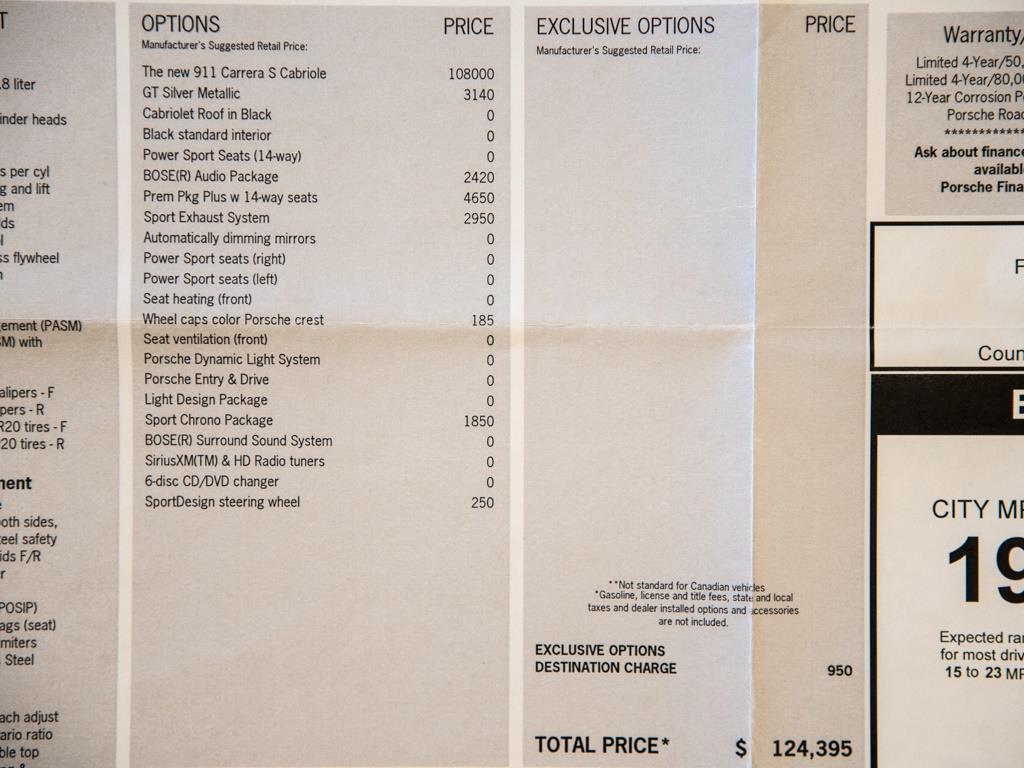 T
.8 liter
inder heads
s per cyl
g and lift
em
ds
l
ss flywheel
n
ement (PASM)
SM) with
alipers - F
pers - R
R20 tires - F
20 tires - R
nent
e
oth sides,
teel safety
ids F/R
r
POSIP)
ags (seat)
miters
Steel
ach adjust
ario ratio
ble top
OPTIONS PRICE
Manufacturer's Suggested Retail Price:
The new 911 Carrera S Cabriole 108000
GT Silver Metallic 3140
Cabriolet Roof in Black 0
Black standard interior 0
Power Sport Seats (14-way) 0
BOSE(R) Audio Package 2420
Prem Pkg Plus w 14-way seats 4650
Sport Exhaust System 2950
Automatically dimming mirrors 0
Power Sport seats (right) 0
Power Sport seats (left) 0
Seat heating (front) 0
Wheel caps color Porsche crest 185
Seat ventilation (front) 0
Porsche Dynamic Light System 0
Porsche Entry & Drive 0
Light Design Package 0
Sport Chrono Package 1850
BOSE(R) Surround Sound System 0
SiriusXM(TM) & HD Radio tuners 0
6-disc CD/DVD changer 0
SportDesign steering wheel 250
EXCLUSIVE OPTIONS PRICE
Manufacturer's Suggested Retail Price:
**Not standard for Canadian vehicles
*Gasoline, license and title fees, state and local
taxes and dealer installed options and accessories
are not included.
EXCLUSIVE OPTIONS
DESTINATION CHARGE 950
TOTAL PRICE* $ 124,395
Warranty/
Limited 4-Year/50,
Limited 4-Year/80,00
12-Year Corrosion Pe
Porsche Road
************
Ask about finance
available
Porsche Fina
F
Coun
E
CITY MP
19
Expected ran
for most driv
15 to 23 MP